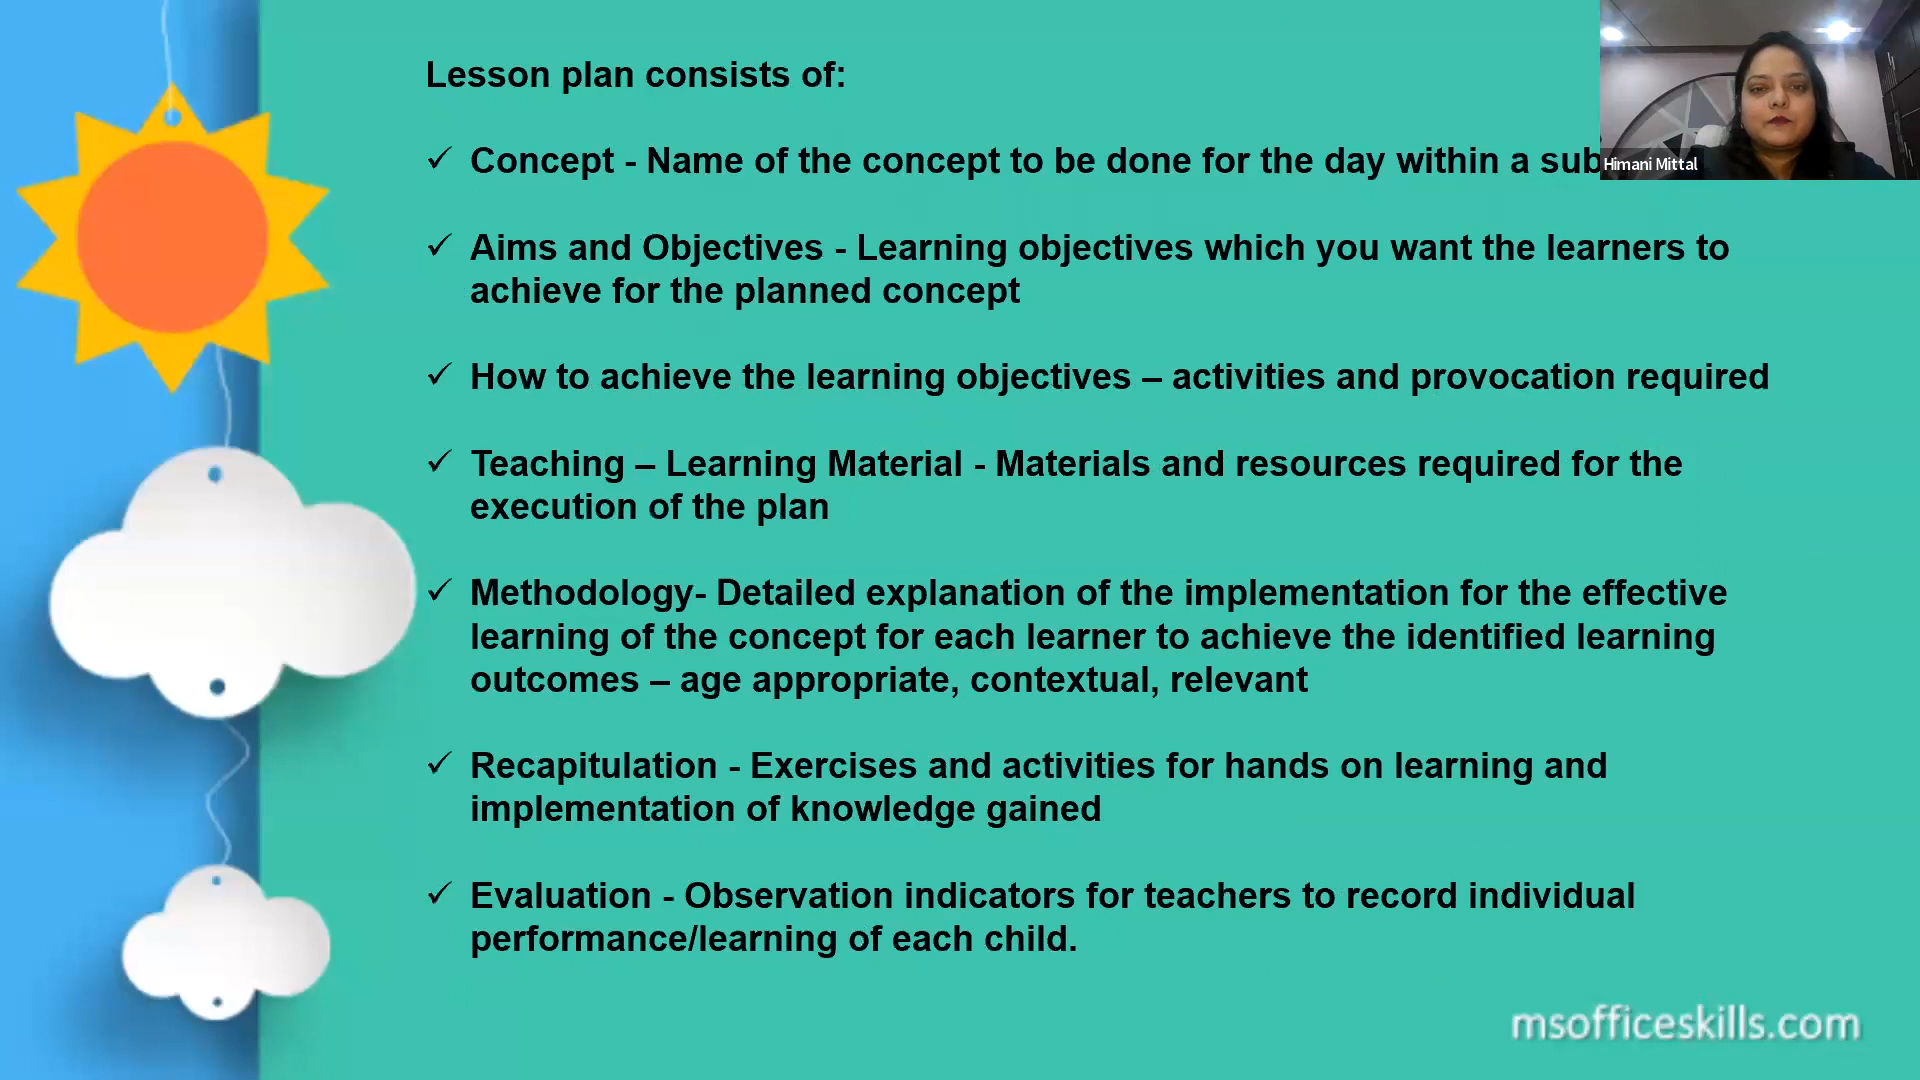 Lesson plan consists of:
✓ Concept - Name of the concept to be done for the day within a
Himani Mittal
✓ Aims and Objectives - Learning objectives which you want the learners to
achieve for the planned concept
✓ How to achieve the learning objectives – activities and provocation required
✓ Teaching – Learning Material - Materials and resources required for the
execution of the plan
✓ Methodology- Detailed explanation of the implementation for the effective
learning of the concept for each learner to achieve the identified learning
outcomes – age appropriate, contextual, relevant
✓ Recapitulation - Exercises and activities for hands on learning and
implementation of knowledge gained
✓ Evaluation - Observation indicators for teachers to record individual
performance/learning of each child.
msofficeskills.com